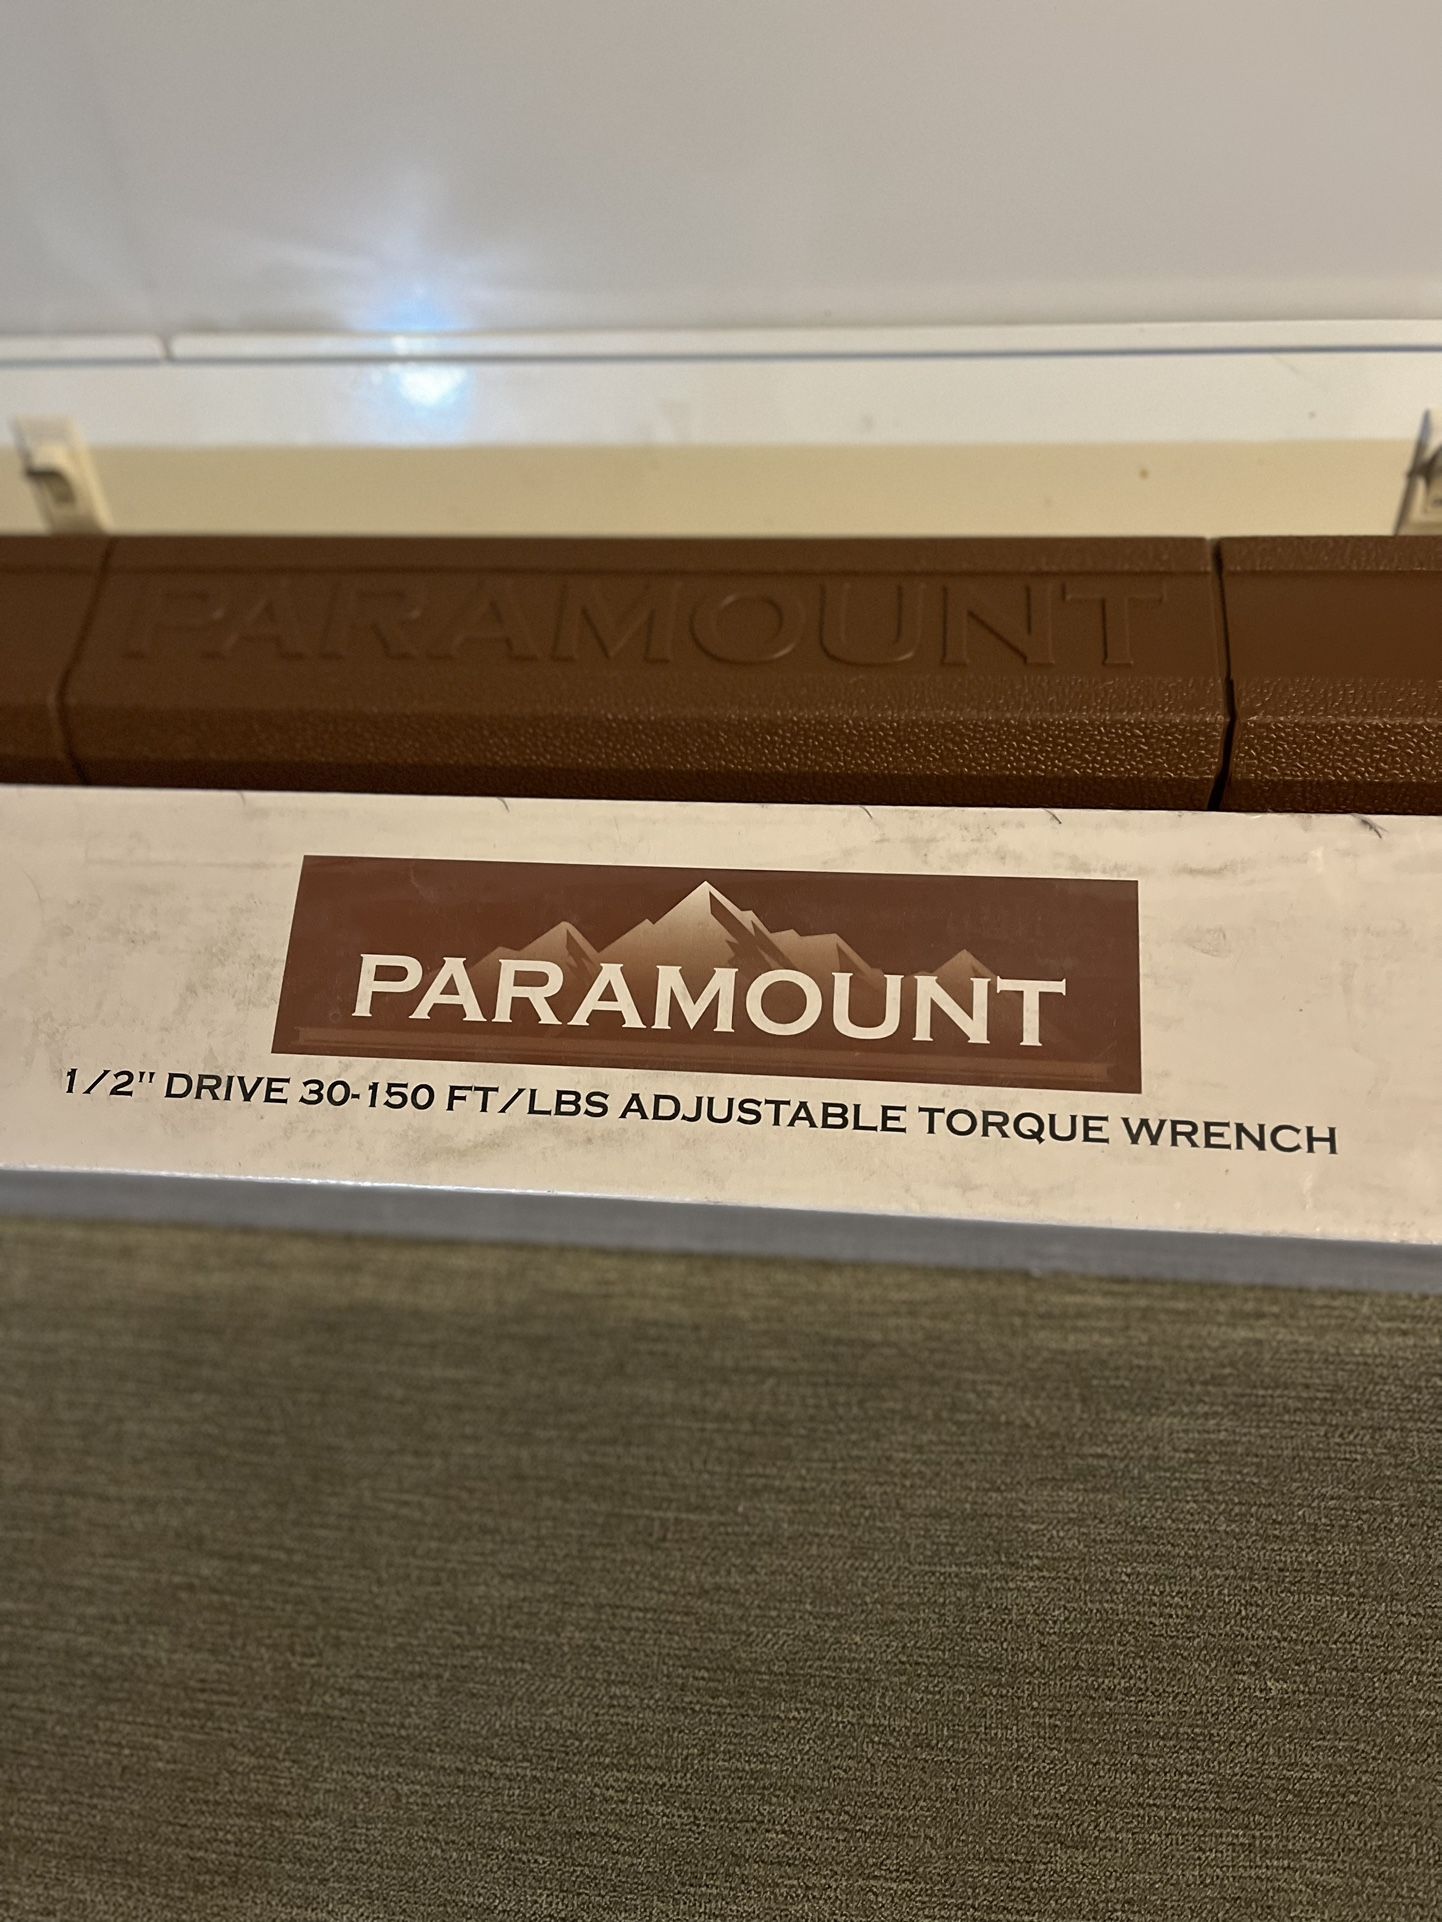 PARAMOUNT
PARAMOUNT
1/2" DRIVE 30-150 FT/LBS ADJUSTABLE TORQUE WRENCH